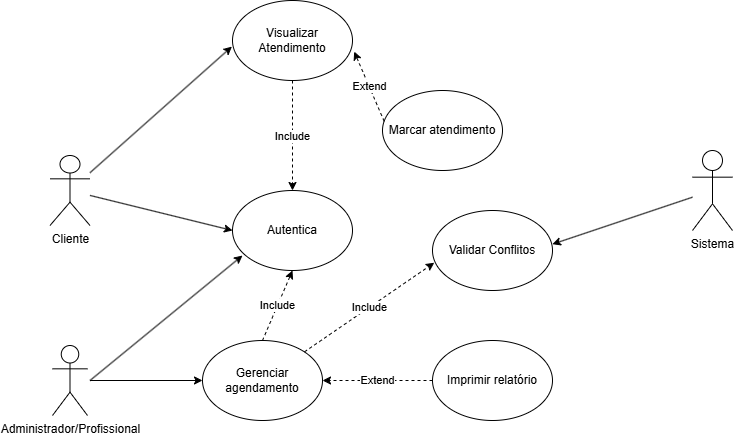 Visualizar
Atendimento
Extend
Marcar atendimento
Include
Cliente
Autentica
Validar Conflitos
Sistema
Include
Include
Gerenciar
agendamento
Extend
Imprimir relatório
Administrador/Profissional